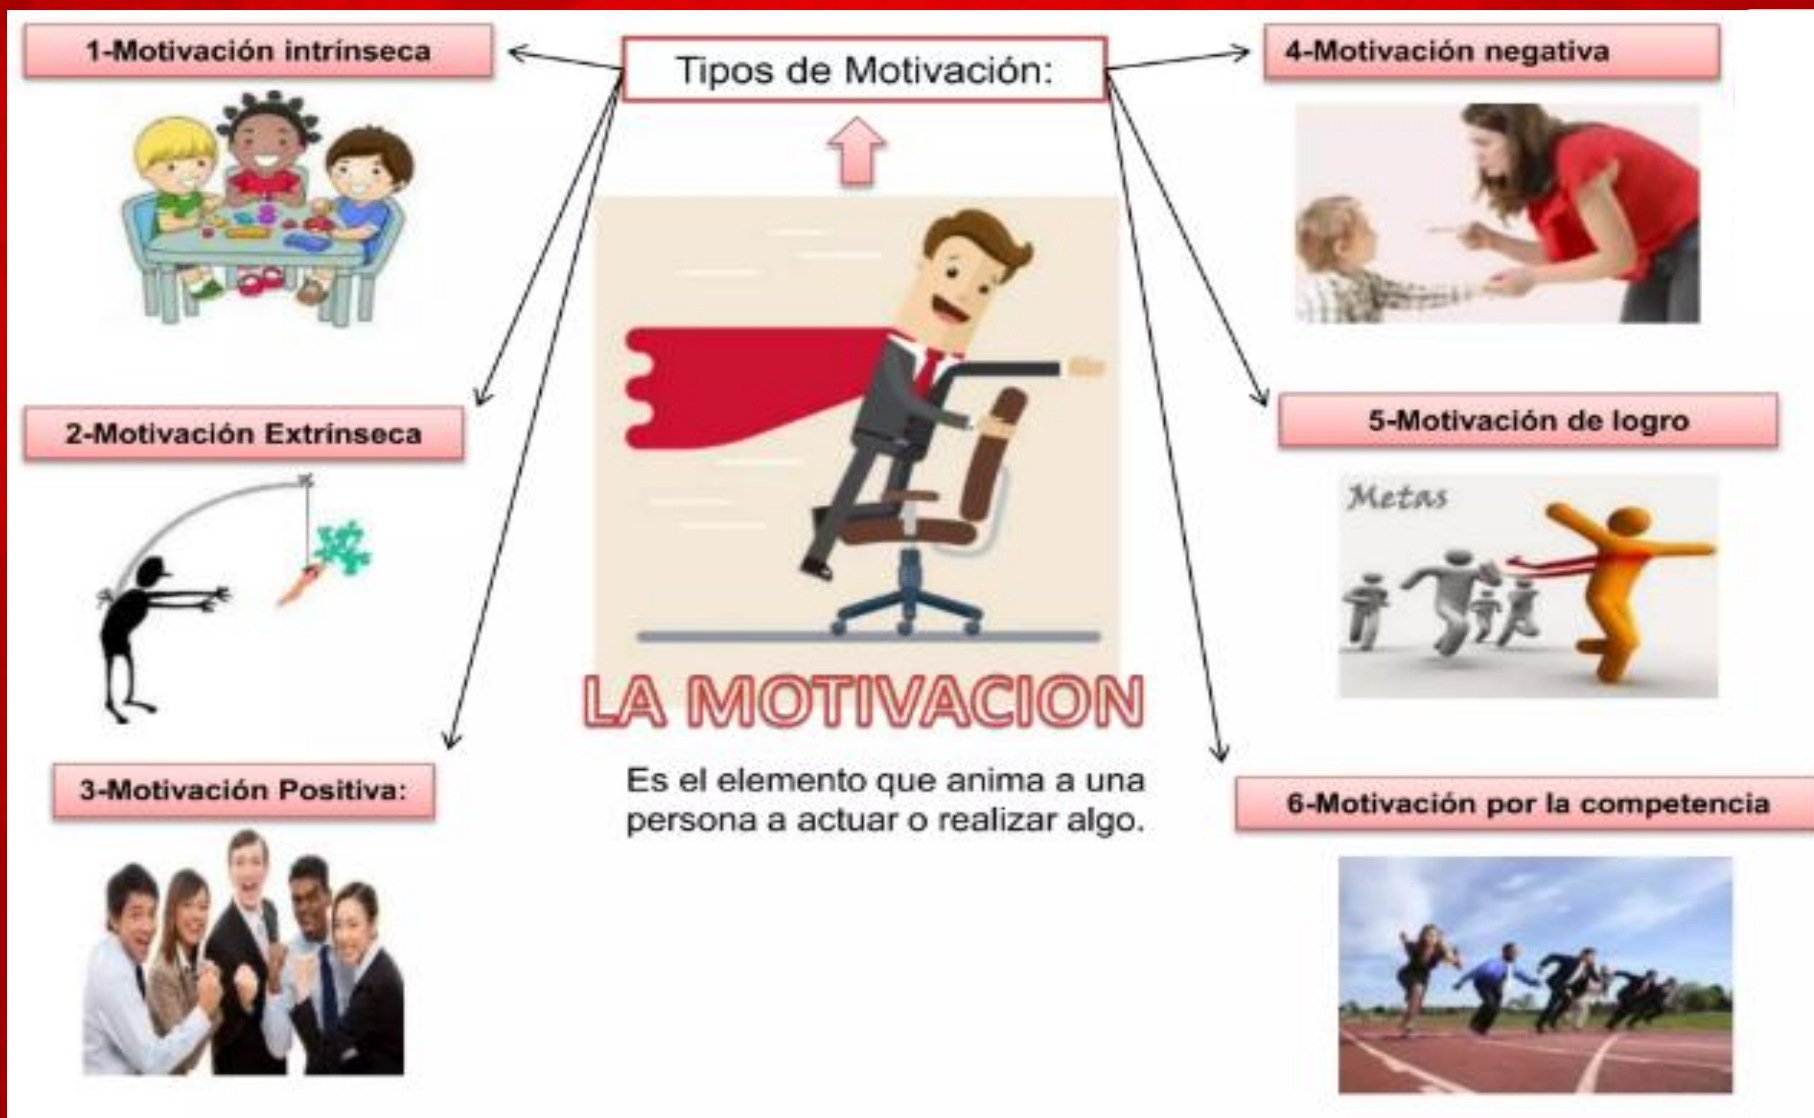 Tipos de Motivación:
1-Motivación intrínseca
2-Motivación Extrínseca
3-Motivación Positiva:
4-Motivación negativa
5-Motivación de logro
Metas
6-Motivación por la competencia
LA MOTIVACION
Es el elemento que anima a una
persona a actuar o realizar algo.